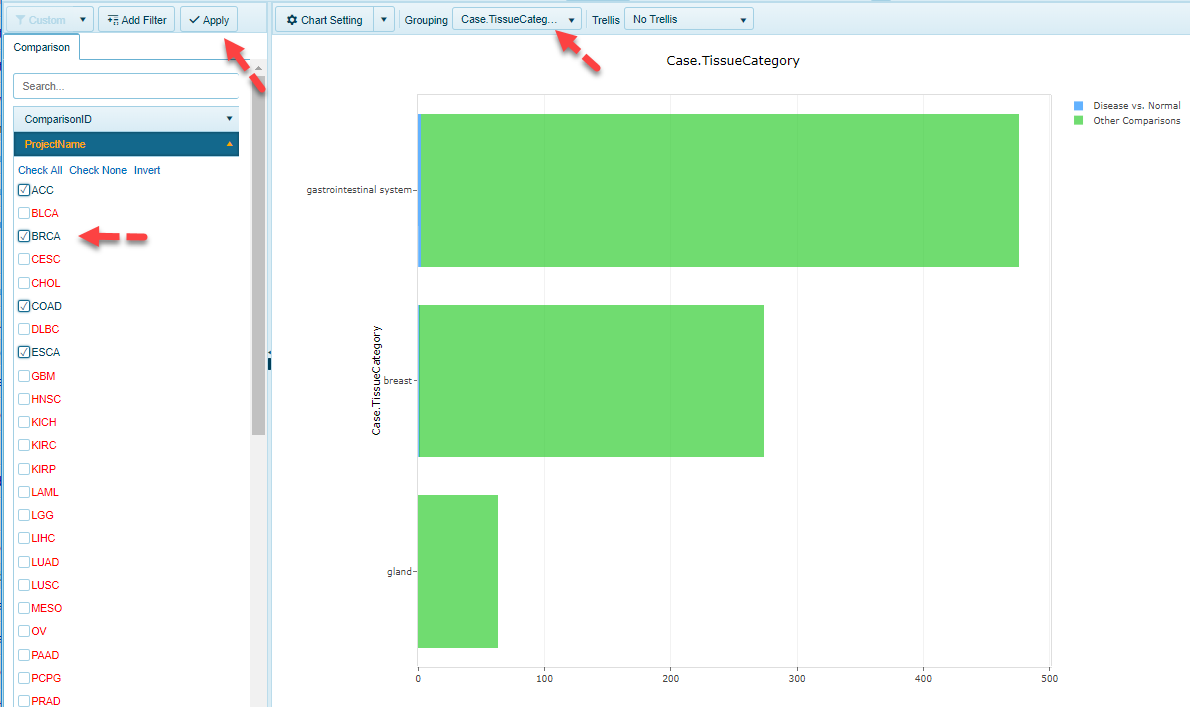 Custom
Add Filter
Apply
Chart Setting
Grouping
Case.TissueCateg...
Trellis
No Trellis
Comparison
Search...
ComparisonID
ProjectName
Check All Check None Invert
ACC
BLCA
BRCA
CESC
CHOL
COAD
DLBC
ESCA
GBM
HNSC
KICH
KIRC
KIRP
LAML
LGG
LIHC
LUAD
LUSC
MESO
OV
PAAD
PCPG
PRAD
Case.TissueCategory
Disease vs. Normal
Other Comparisons
Case.TissueCategory
gastrointestinal system
breast
gland
0 100 200 300 400 500